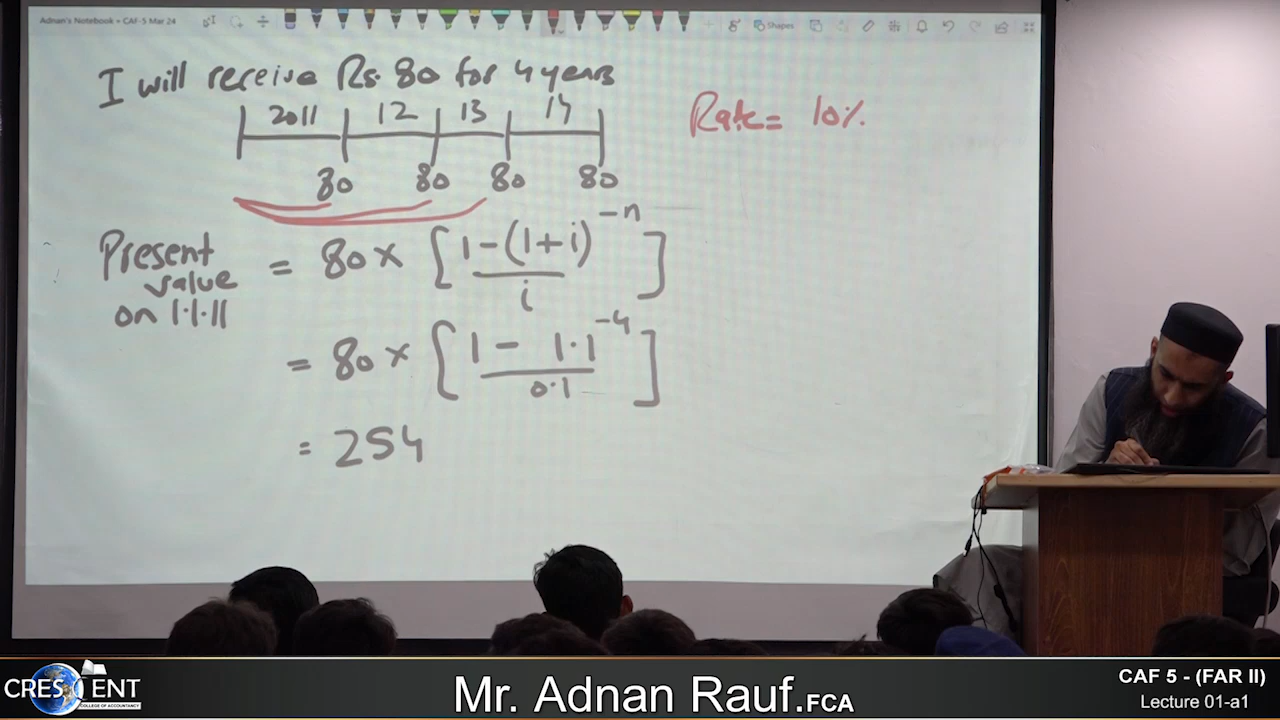 Adnan's Notebook – CAF-5 Mar 24
Shapes
I will receive Rs. 80 for 4 years
2011 12 13 14
Rate = 10%
80 80 80 80
Present value on 1.1.11
= 80 × [1 – (1 + i)^-n / i]
= 80 × [1 – 1.1^-4 / 0.1]
= 254
CRESCENT
COLLEGE OF ACCOUNTANCY
Mr. Adnan Rauf.FCA
CAF 5 - (FAR II)
Lecture 01-a1